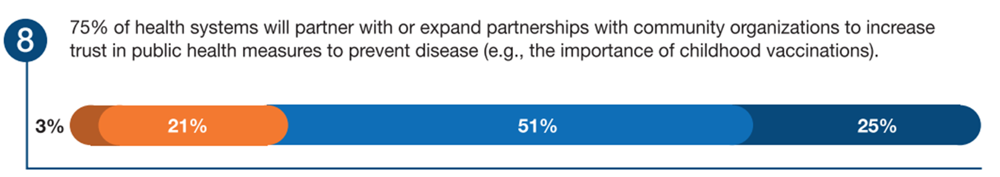 8
75% of health systems will partner with or expand partnerships with community organizations to increase
trust in public health measures to prevent disease (e.g., the importance of childhood vaccinations).
3% 21% 51% 25%